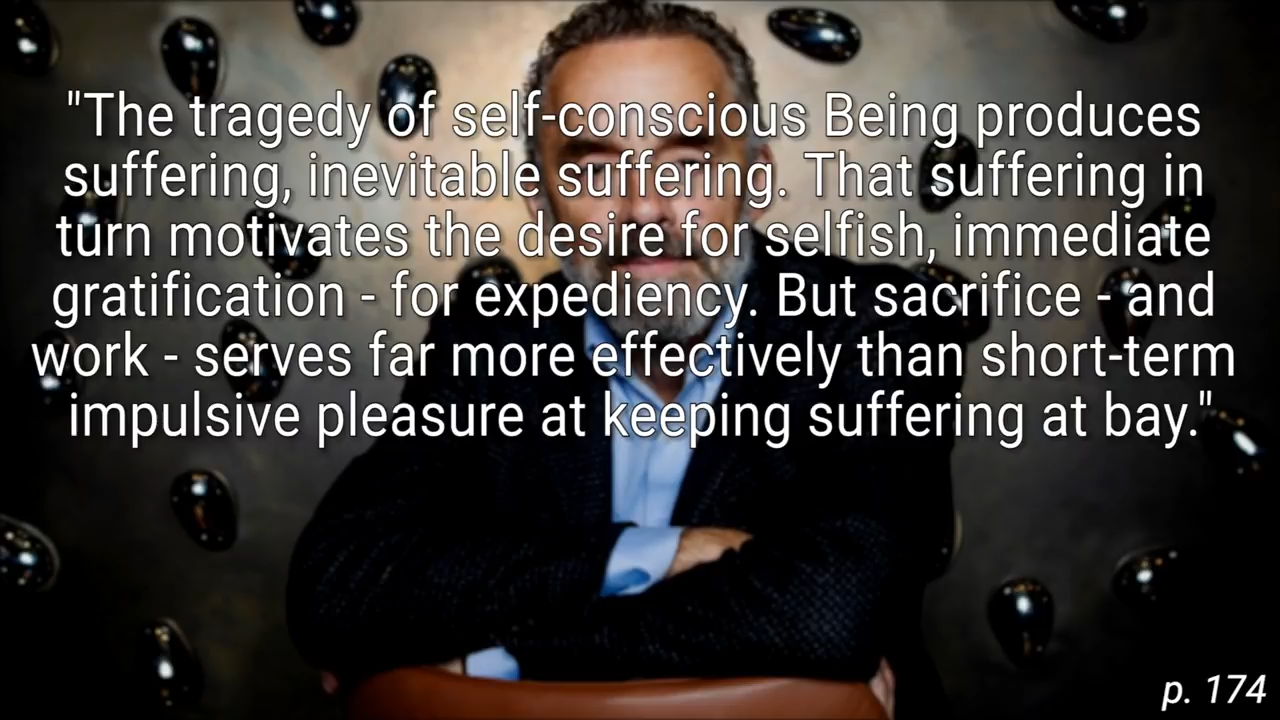 "The tragedy of self-conscious Being produces
suffering, inevitable suffering. That suffering in
turn motivates the desire for selfish, immediate
gratification - for expediency. But sacrifice - and
work - serves far more effectively than short-term
impulsive pleasure at keeping suffering at bay."
p. 174